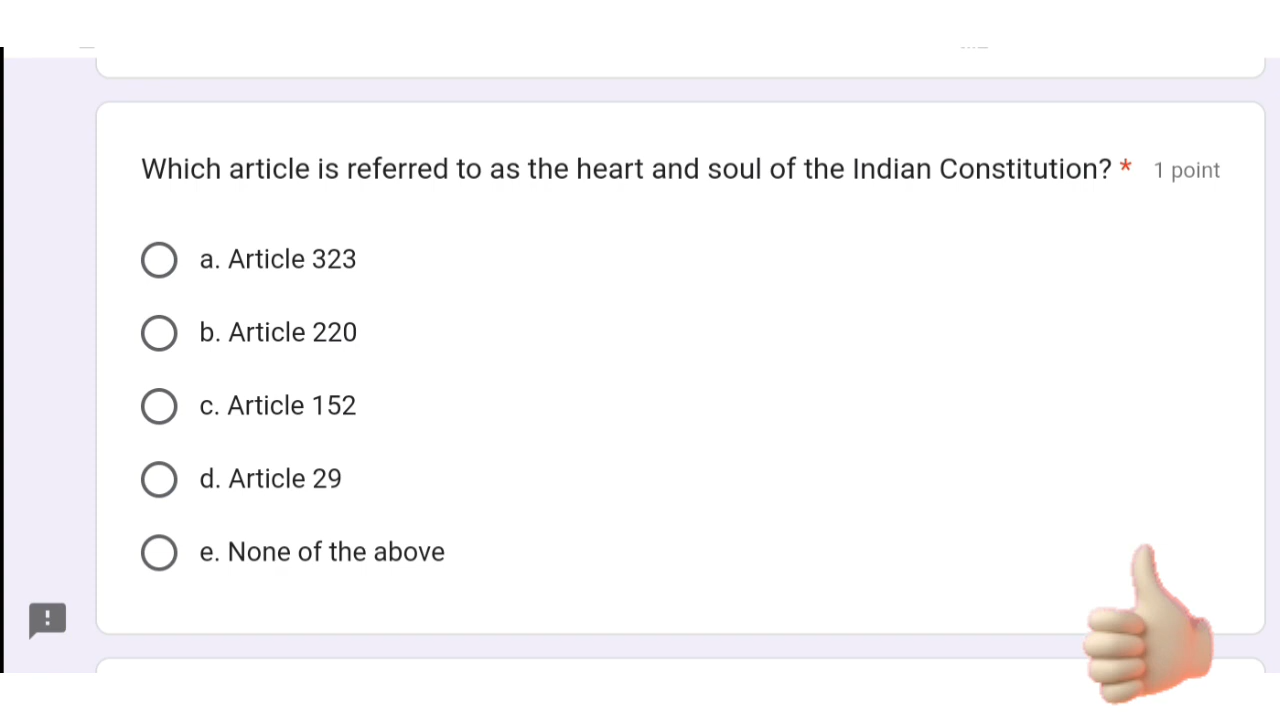 Which article is referred to as the heart and soul of the Indian Constitution? * 1 point
a. Article 323
b. Article 220
c. Article 152
d. Article 29
e. None of the above